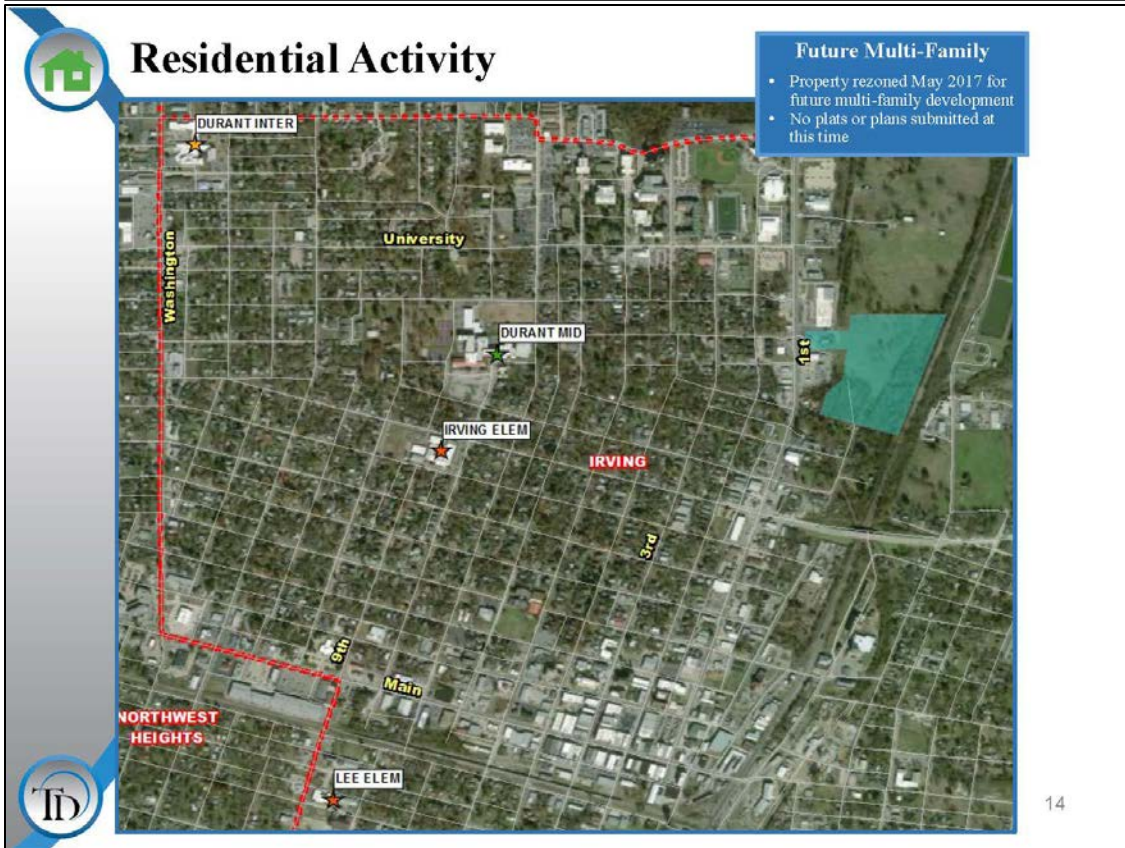 Residential Activity
Future Multi-Family
• Property rezoned May 2017 for
future multi-family development
• No plats or plans submitted at
this time
DURANT INTER
University
Washington
DURANT MID
1st
IRVING ELEM
IRVING
3rd
9th
Main
NORTHWEST
HEIGHTS
LEE ELEM
TD
14